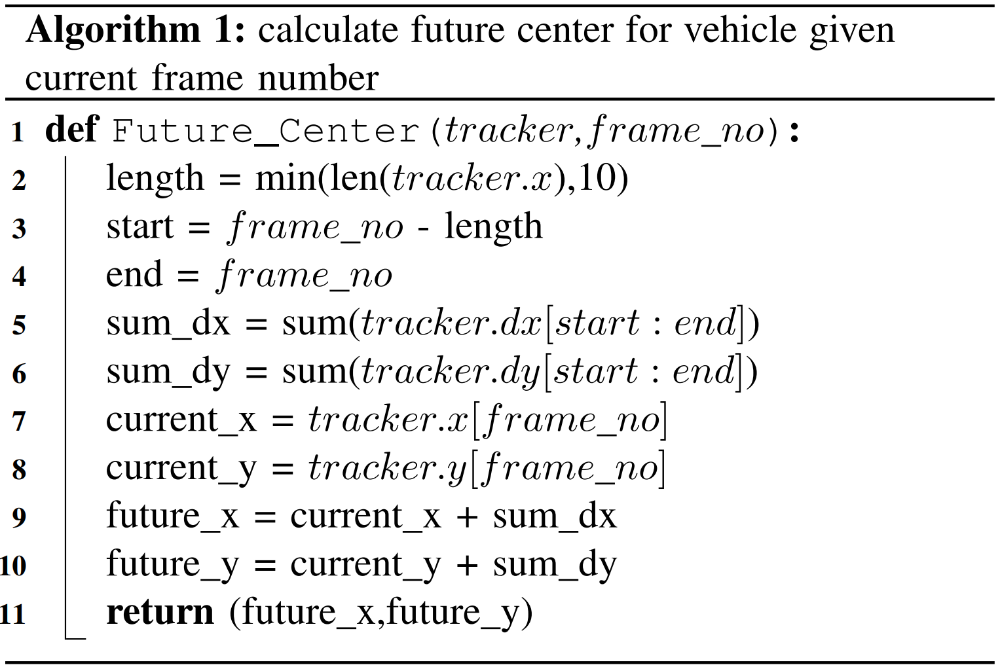 Algorithm 1: calculate future center for vehicle given
current frame number
1 def Future_Center(tracker,frame_no):
2 length = min(len(tracker.x),10)
3 start = frame_no - length
4 end = frame_no
5 sum_dx = sum(tracker.dx[start : end])
6 sum_dy = sum(tracker.dy[start : end])
7 current_x = tracker.x[frame_no]
8 current_y = tracker.y[frame_no]
9 future_x = current_x + sum_dx
10 future_y = current_y + sum_dy
11 return (future_x,future_y)